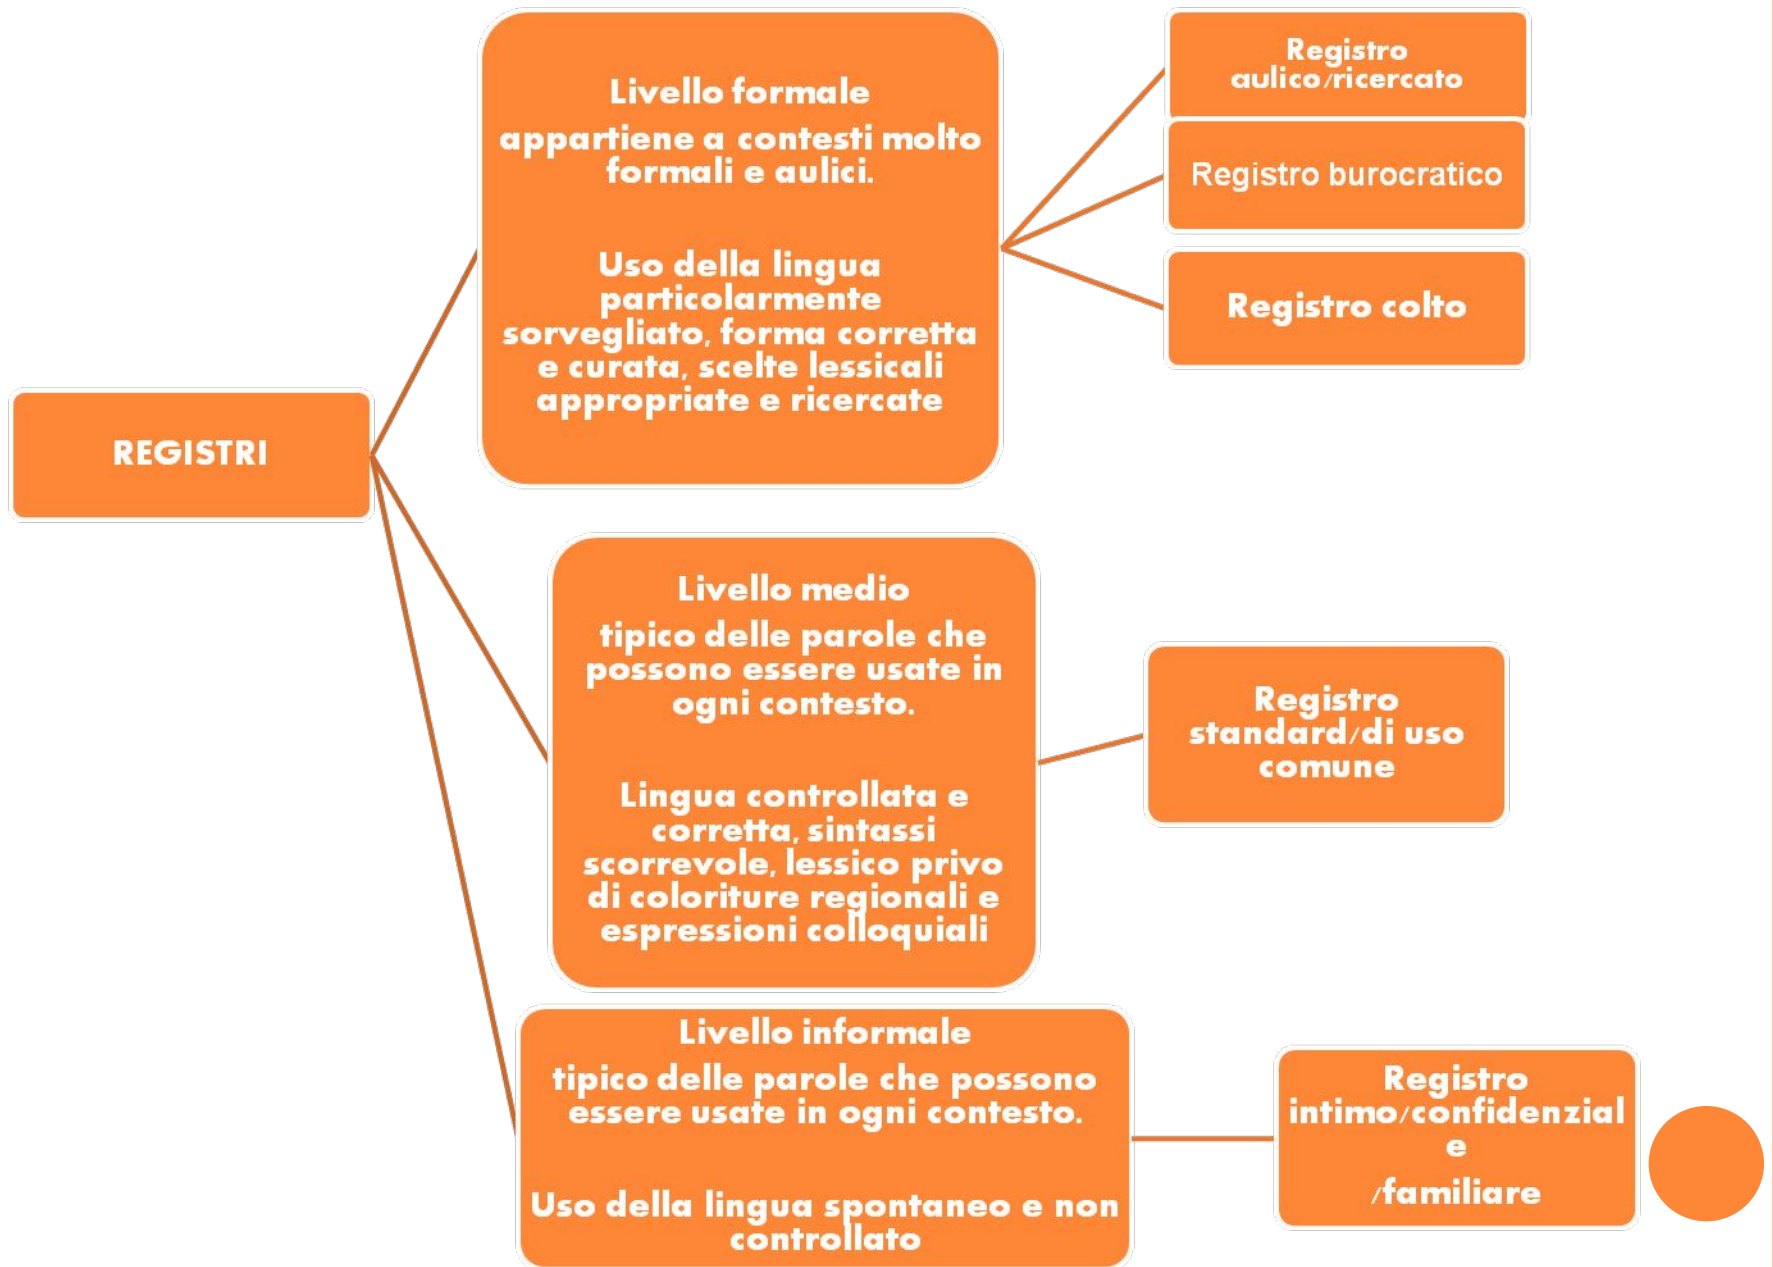 REGISTRI
Livello formale
appartiene a contesti molto
formali e aulici.
Uso della lingua
particolarmente
sorvegliato, forma corretta
e curata, scelte lessicali
appropriate e ricercate
Registro
aulico/ricercato
Registro burocratico
Registro colto
Livello medio
tipico delle parole che
possono essere usate in
ogni contesto.
Lingua controllata e
corretta, sintassi
scorrevole, lessico privo
di coloriture regionali e
espressioni colloquiali
Registro
standard/di uso
comune
Livello informale
tipico delle parole che possono
essere usate in ogni contesto.
Uso della lingua spontaneo e non
controllato
Registro
intimo/confidenzial
e
/familiare